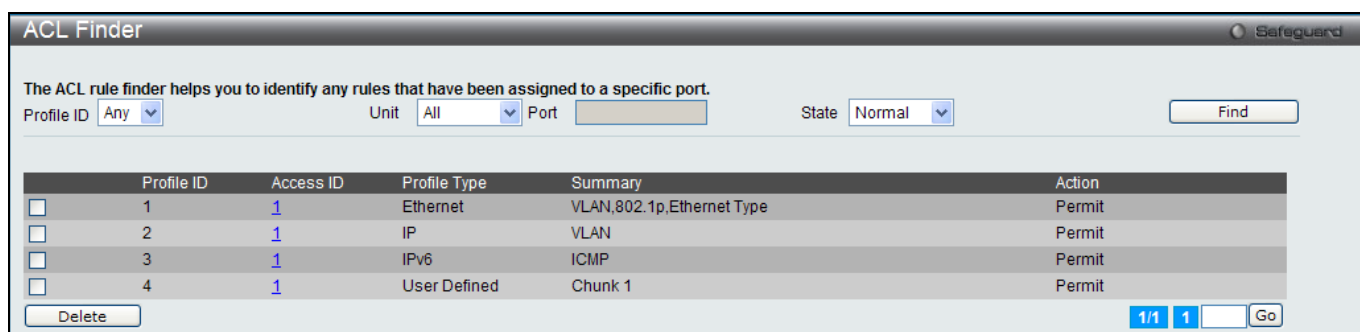 ACL Finder Safeguard
The ACL rule finder helps you to identify any rules that have been assigned to a specific port.
Profile ID Any Unit All Port State Normal Find
Profile ID Access ID Profile Type Summary Action
1 1 Ethernet VLAN,802.1p,Ethernet Type Permit
2 1 IP VLAN Permit
3 1 IPv6 ICMP Permit
4 1 User Defined Chunk 1 Permit
Delete 1/1 1 Go